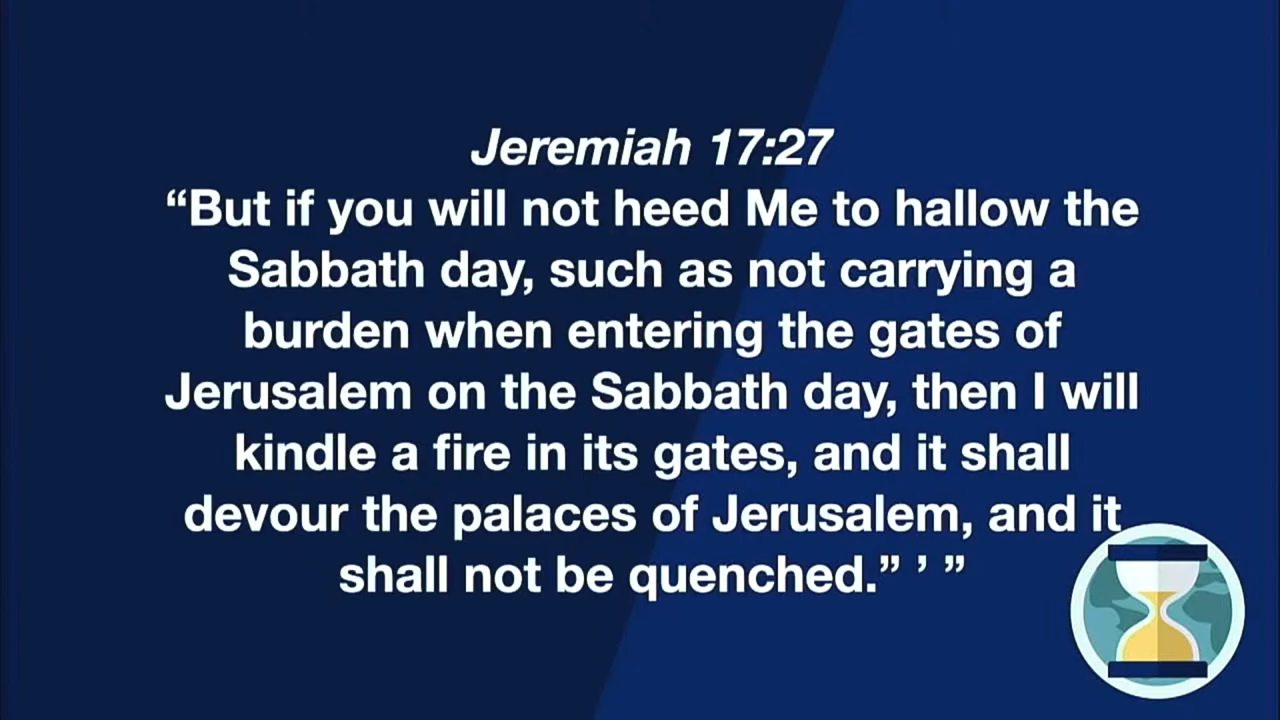 Jeremiah 17:27
“But if you will not heed Me to hallow the
Sabbath day, such as not carrying a
burden when entering the gates of
Jerusalem on the Sabbath day, then I will
kindle a fire in its gates, and it shall
devour the palaces of Jerusalem, and it
shall not be quenched.” ’ ”